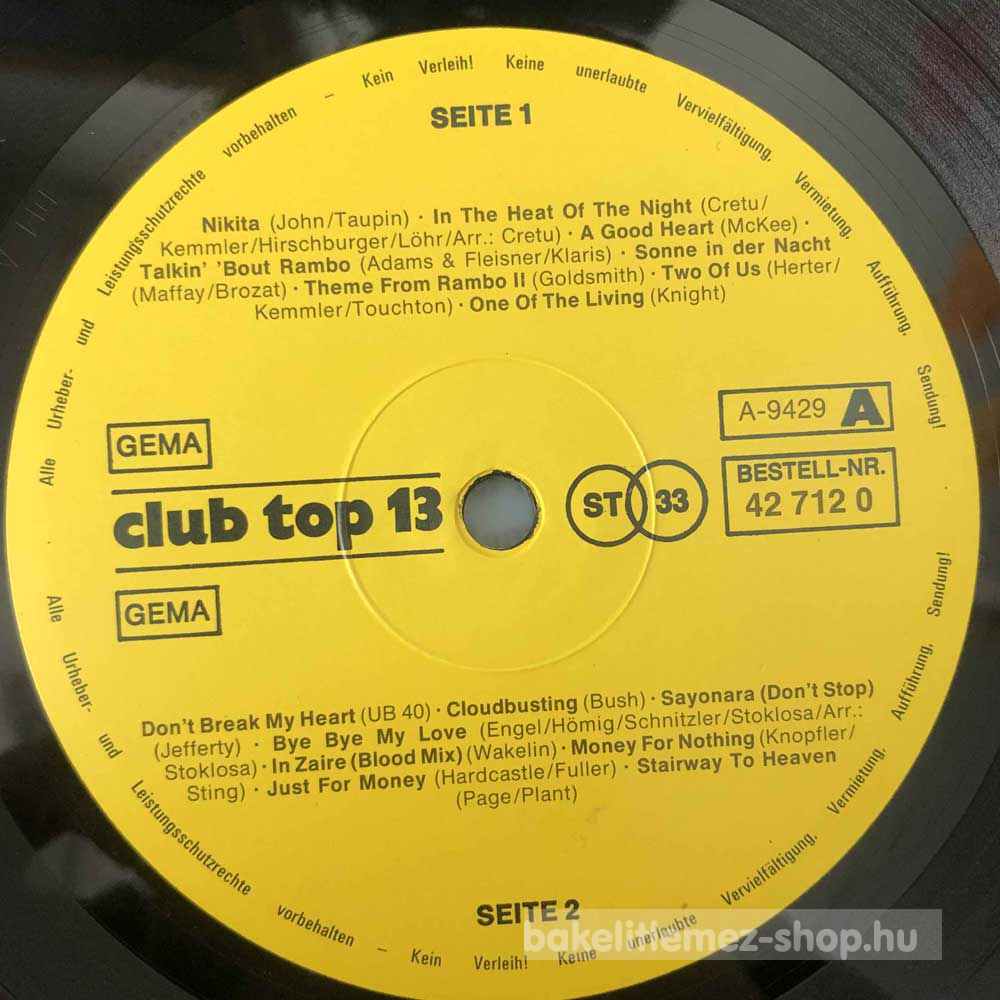 Alle Urheber- und Leistungsschutzrechte vorbehalten – Kein Verleih! Keine unerlaubte Vervielfältigung, Vermietung, Aufführung, Sendung!
SEITE 1
Nikita (John/Taupin) · In The Heat Of The Night (Cretu/
Kemmler/Hirschburger/Löhr/Arr.: Cretu) · A Good Heart (McKee) ·
Talkin' 'Bout Rambo (Adams & Fleisner/Klaris) · Sonne in der Nacht
(Maffay/Brozat) · Theme From Rambo II (Goldsmith) · Two Of Us (Herter/
Kemmler/Touchton) · One Of The Living (Knight)
GEMA
club top 13
GEMA
ST 33
A-9429 A
BESTELL-NR.
42 712 0
Don't Break My Heart (UB 40) · Cloudbusting (Bush) · Sayonara (Don't Stop)
(Jefferty) · Bye Bye My Love (Engel/Hömig/Schnitzler/Stoklosa/Arr.:
Stoklosa) · In Zaire (Blood Mix) (Wakelin) · Money For Nothing (Knopfler/
Sting) · Just For Money (Hardcastle/Fuller) · Stairway To Heaven
(Page/Plant)
SEITE 2
Alle Urheber- und Leistungsschutzrechte vorbehalten – Kein Verleih! Keine unerlaubte Vervielfältigung, Vermietung, Aufführung, Sendung!
bakelitlemez-shop.hu